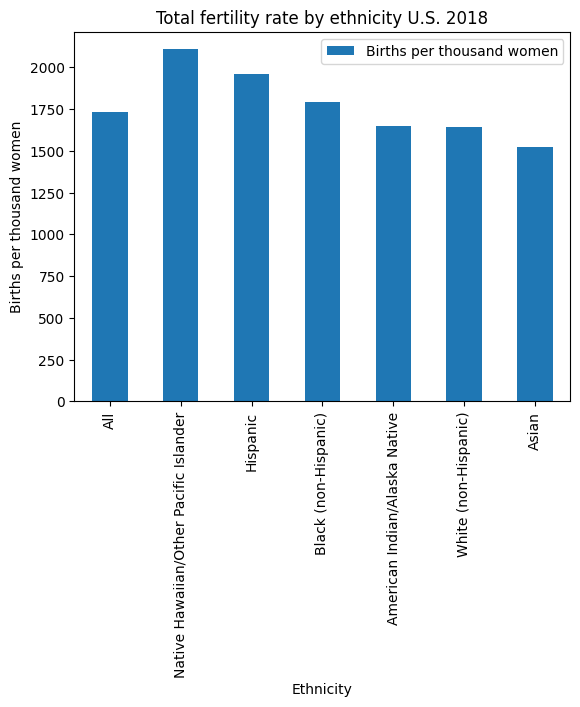 Total fertility rate by ethnicity U.S. 2018
Births per thousand women
Births per thousand women
2000
1750
1500
1250
1000
750
500
250
0
All
Native Hawaiian/Other Pacific Islander
Hispanic
Black (non-Hispanic)
American Indian/Alaska Native
White (non-Hispanic)
Asian
Ethnicity